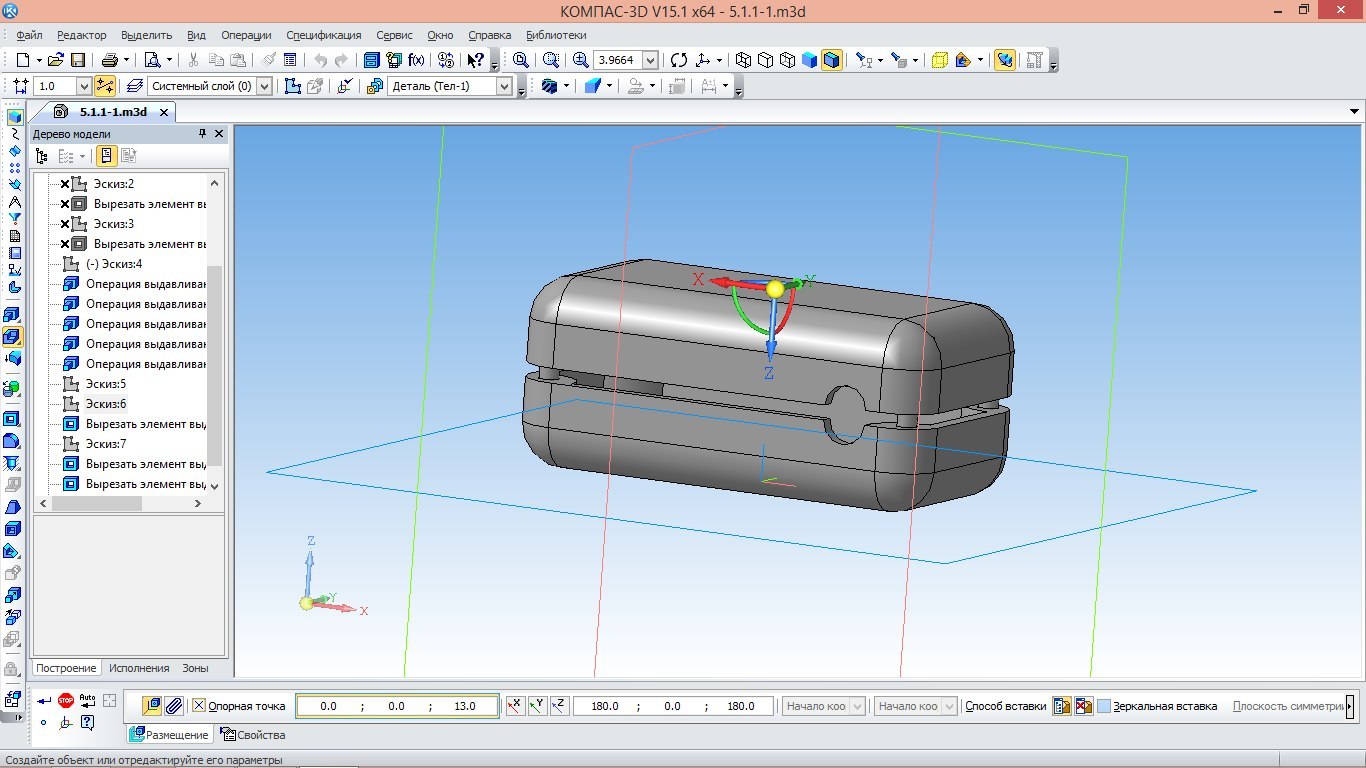 КОМПАС-3D V15.1 x64 - 5.1.1-1.m3d
Файл Редактор Выделить Вид Операции Спецификация Сервис Окно Справка Библиотеки
f(x) 3.9664
1.0 Системный слой (0) Деталь (Тел-1)
5.1.1-1.m3d
Дерево модели
Эскиз:2
Вырезать элемент вы
Эскиз:3
Вырезать элемент вы
(-) Эскиз:4
Операция выдавливан
Операция выдавливан
Операция выдавливан
Операция выдавливан
Операция выдавливан
Эскиз:5
Эскиз:6
Вырезать элемент выд
Эскиз:7
Вырезать элемент выд
Вырезать элемент выд
X Y
Z
Z
Y
X
Построение Исполнения Зоны
STOP Auto
Опорная точка 0.0 ; 0.0 ; 13.0 X Y Z 180.0 ; 0.0 ; 180.0 Начало коо Начало коо Способ вставки Зеркальная вставка Плоскость симметрии
Размещение Свойства
Создайте объект или отредактируйте его параметры